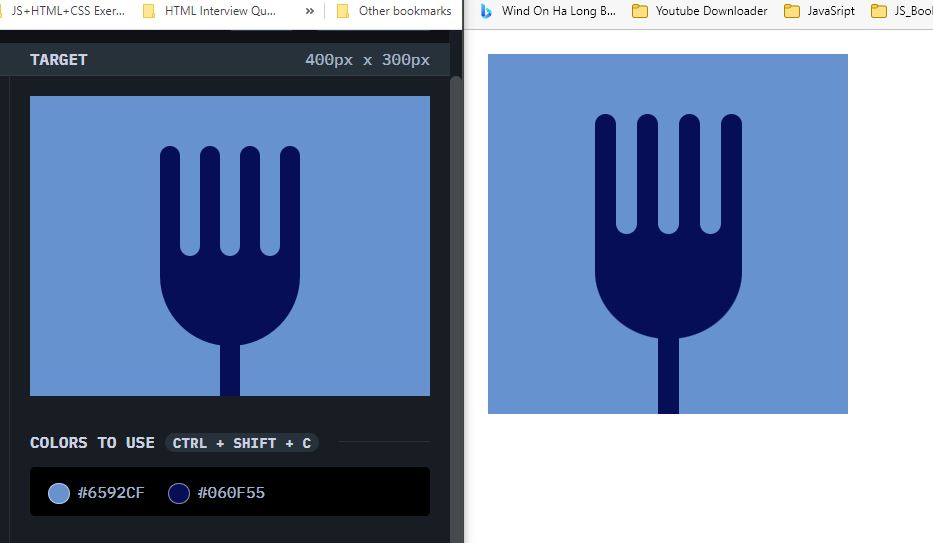 JS+HTML+CSS Exer...
HTML Interview Qu...
»
Other bookmarks
Wind On Ha Long B...
Youtube Downloader
JavaSript
JS_Bool
TARGET
400px x 300px
COLORS TO USE
CTRL + SHIFT + C
#6592CF
#060F55